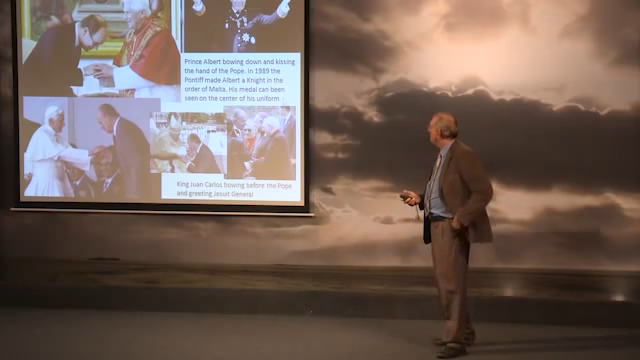 Prince Albert bowing down and kissing
the hand of the Pope. In 1989 the
Pontiff made Albert a Knight in the
order of Malta. His medal can been
seen on the center of his uniform
King Juan Carlos bowing before the Pope
and greeting Jesuit General